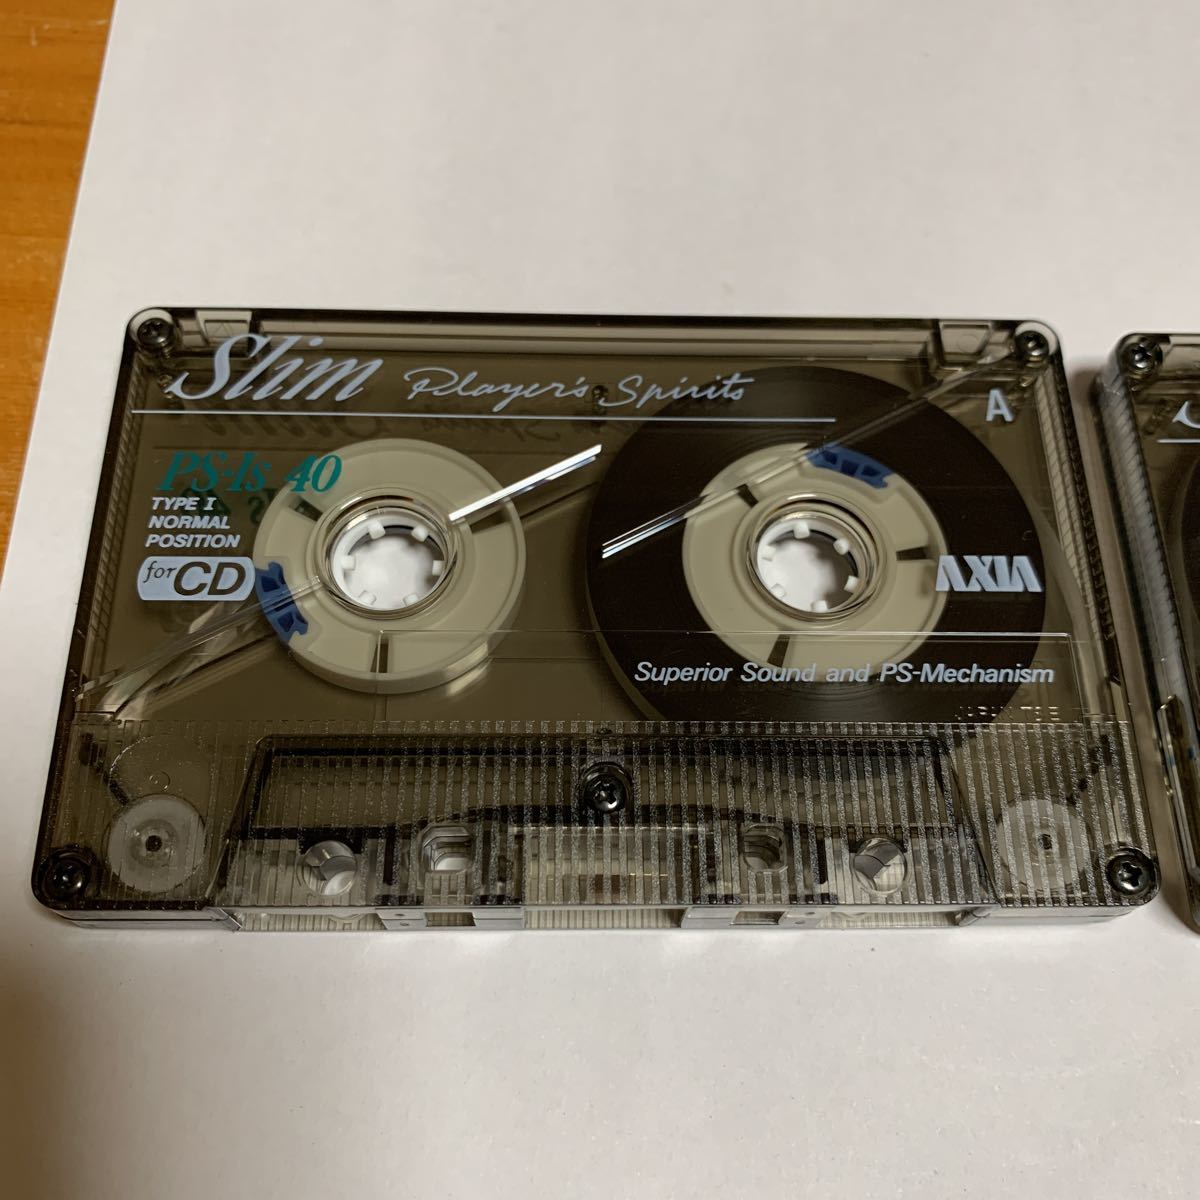 Slim Player's Spirits
A
PS-Is 40
TYPE I
NORMAL
POSITION
for CD
AXIA
Superior Sound and PS-Mechanism